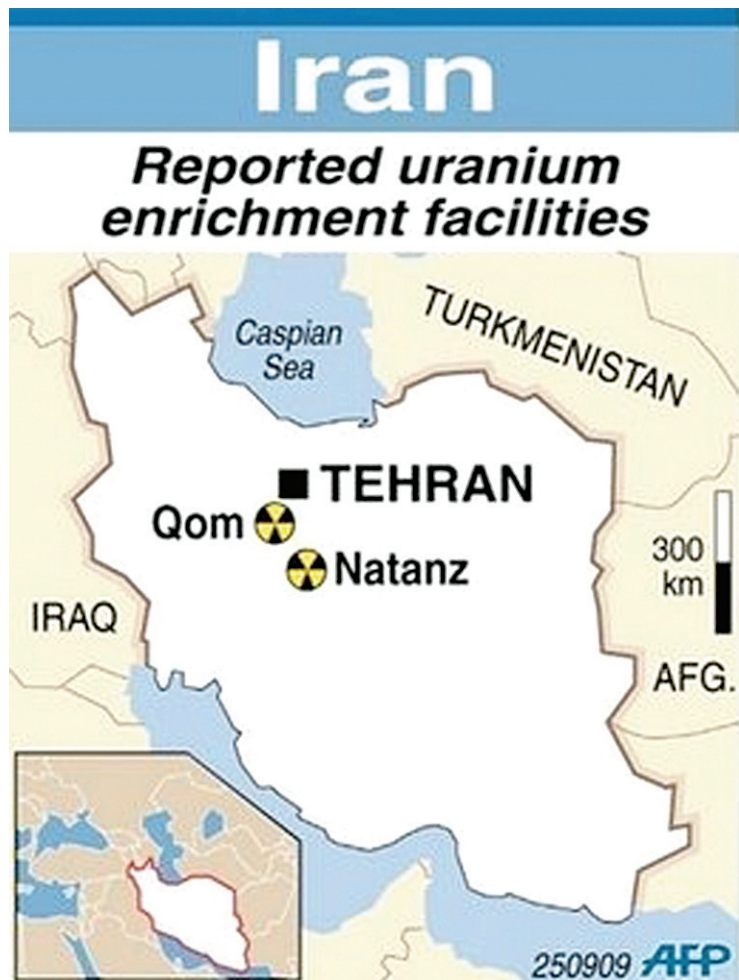 Iran
Reported uranium
enrichment facilities
Caspian
Sea
TURKMENISTAN
TEHRAN
Qom
Natanz
300
km
IRAQ
AFG.
250909 AFP